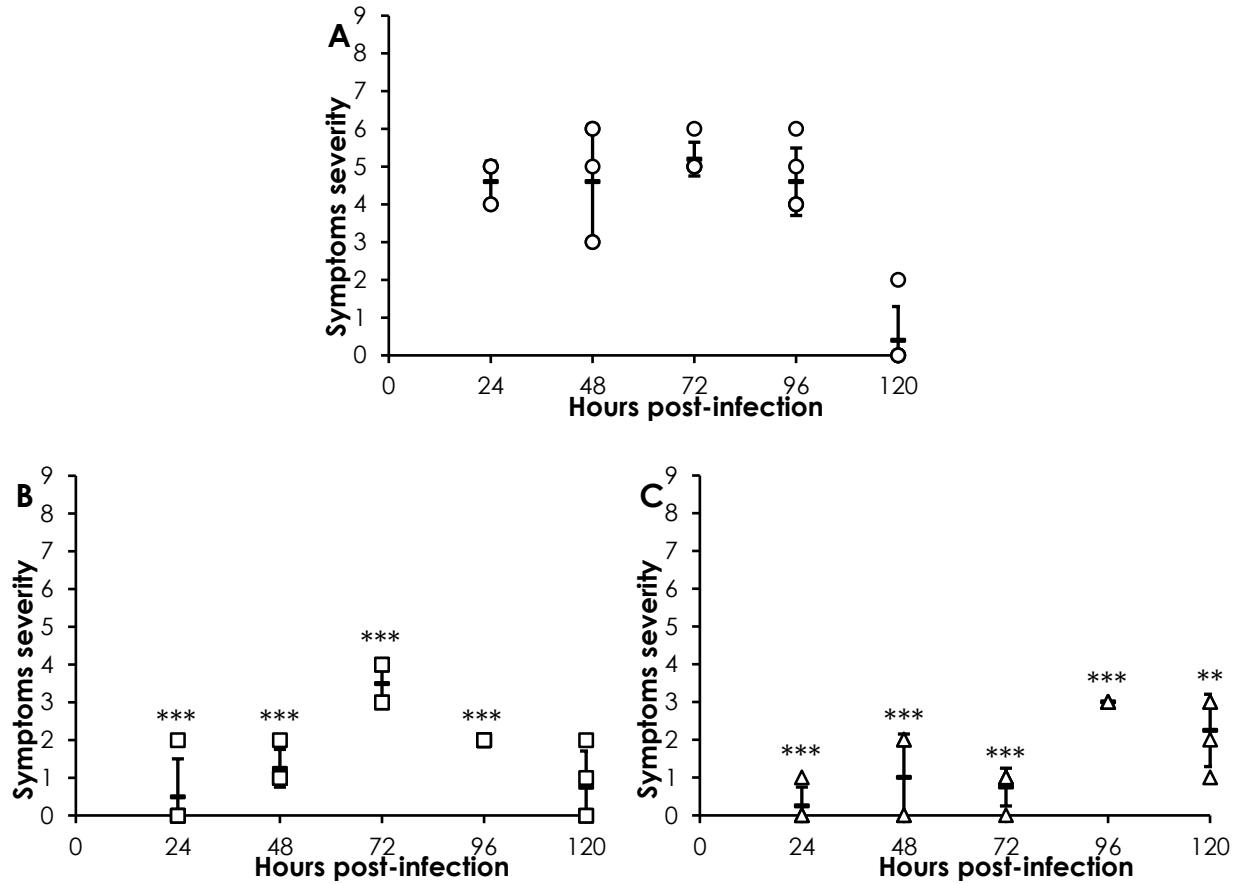 A
Symptoms severity
9
8
7
6
5
4
3
2
1
0
0 24 48 72 96 120
Hours post-infection
B
Symptoms severity
9
8
7
6
5
4
3
2
1
0
*** *** *** ***
0 24 48 72 96 120
Hours post-infection
C
Symptoms severity
9
8
7
6
5
4
3
2
1
0
*** *** *** *** **
0 24 48 72 96 120
Hours post-infection